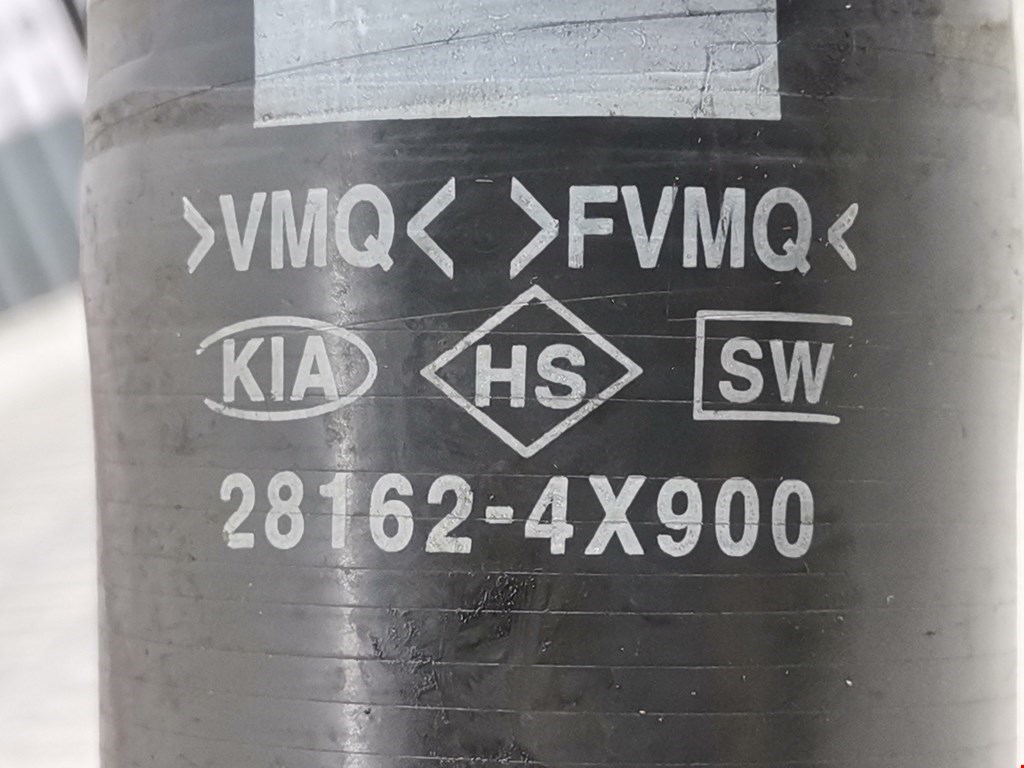 >VMQ< >FVMQ<
KIA HS SW
28162-4X900